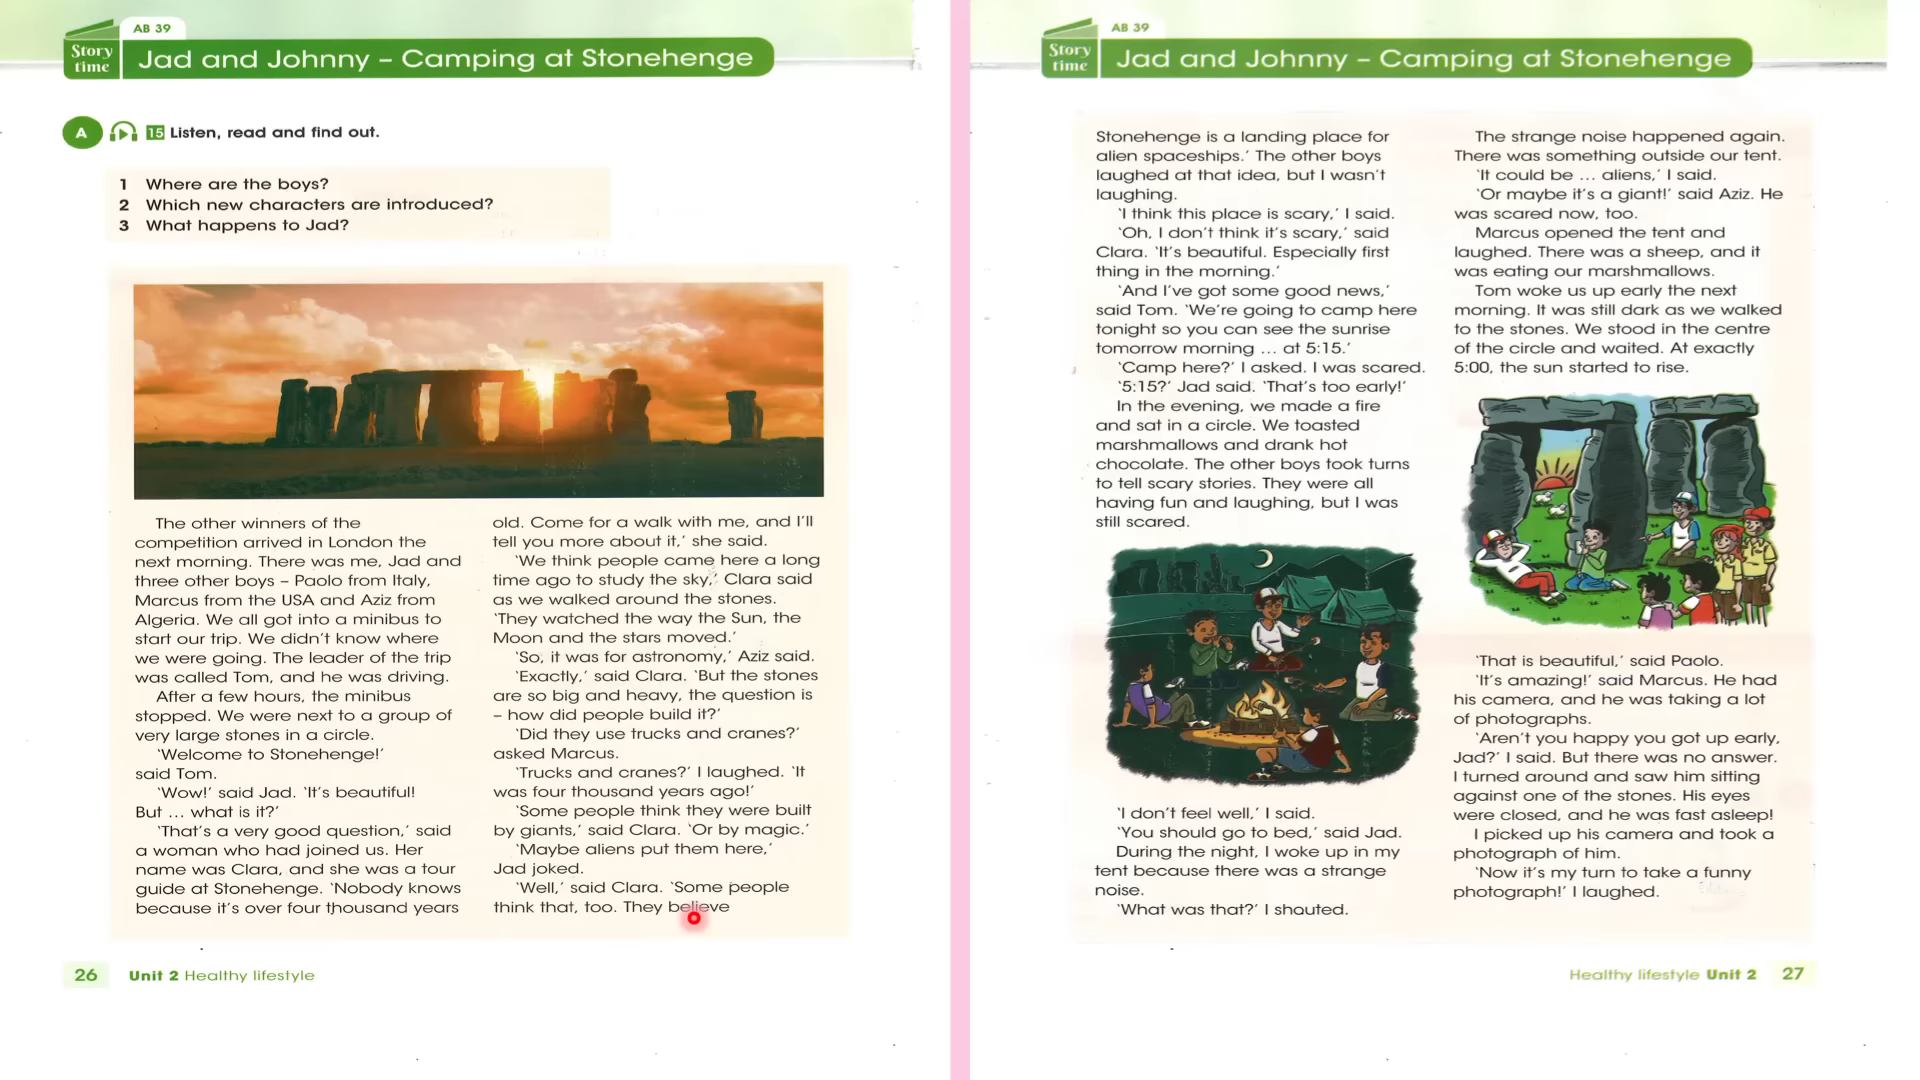 AB 39
Story
time
Jad and Johnny – Camping at Stonehenge
A
15 Listen, read and find out.
1 Where are the boys?
2 Which new characters are introduced?
3 What happens to Jad?
The other winners of the
competition arrived in London the
next morning. There was me, Jad and
three other boys – Paolo from Italy,
Marcus from the USA and Aziz from
Algeria. We all got into a minibus to
start our trip. We didn't know where
we were going. The leader of the trip
was called Tom, and he was driving.
After a few hours, the minibus
stopped. We were next to a group of
very large stones in a circle.
'Welcome to Stonehenge!'
said Tom.
'Wow!' said Jad. 'It's beautiful!
But ... what is it?'
'That's a very good question,' said
a woman who had joined us. Her
name was Clara, and she was a tour
guide at Stonehenge. 'Nobody knows
because it's over four thousand years
old. Come for a walk with me, and I'll
tell you more about it,' she said.
'We think people came here a long
time ago to study the sky,' Clara said
as we walked around the stones.
'They watched the way the Sun, the
Moon and the stars moved.'
'So, it was for astronomy,' Aziz said.
'Exactly,' said Clara. 'But the stones
are so big and heavy, the question is
– how did people build it?'
'Did they use trucks and cranes?'
asked Marcus.
'Trucks and cranes?' I laughed. 'It
was four thousand years ago!'
'Some people think they were built
by giants,' said Clara. 'Or by magic.'
'Maybe aliens put them here,'
Jad joked.
'Well,' said Clara. 'Some people
think that, too. They believe
26 Unit 2 Healthy lifestyle
AB 39
Story
time
Jad and Johnny – Camping at Stonehenge
Stonehenge is a landing place for
alien spaceships.' The other boys
laughed at that idea, but I wasn't
laughing.
'I think this place is scary,' I said.
'Oh, I don't think it's scary,' said
Clara. 'It's beautiful. Especially first
thing in the morning.'
'And I've got some good news,'
said Tom. 'We're going to camp here
tonight so you can see the sunrise
tomorrow morning ... at 5:15.'
'Camp here?' I asked. I was scared.
'5:15?' Jad said. 'That's too early!'
In the evening, we made a fire
and sat in a circle. We toasted
marshmallows and drank hot
chocolate. The other boys took turns
to tell scary stories. They were all
having fun and laughing, but I was
still scared.
'I don't feel well,' I said.
'You should go to bed,' said Jad.
During the night, I woke up in my
tent because there was a strange
noise.
'What was that?' I shouted.
The strange noise happened again.
There was something outside our tent.
'It could be ... aliens,' I said.
'Or maybe it's a giant!' said Aziz. He
was scared now, too.
Marcus opened the tent and
laughed. There was a sheep, and it
was eating our marshmallows.
Tom woke us up early the next
morning. It was still dark as we walked
to the stones. We stood in the centre
of the circle and waited. At exactly
5:00, the sun started to rise.
'That is beautiful,' said Paolo.
'It's amazing!' said Marcus. He had
his camera, and he was taking a lot
of photographs.
'Aren't you happy you got up early,
Jad?' I said. But there was no answer.
I turned around and saw him sitting
against one of the stones. His eyes
were closed, and he was fast asleep!
I picked up his camera and took a
photograph of him.
'Now it's my turn to take a funny
photograph!' I laughed.
Healthy lifestyle Unit 2 27